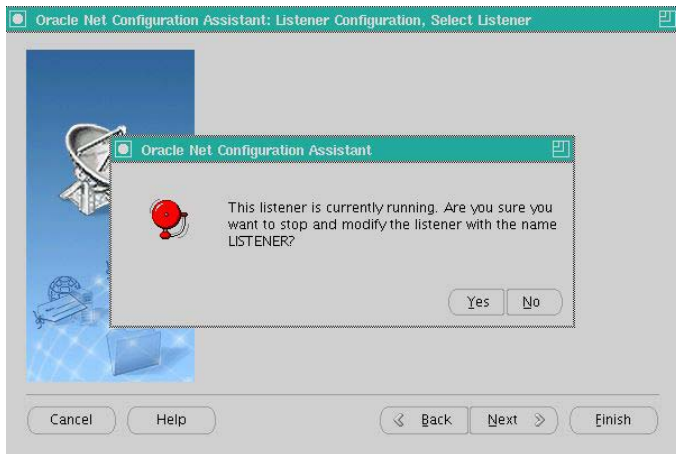 Oracle Net Configuration Assistant: Listener Configuration, Select Listener
Oracle Net Configuration Assistant
This listener is currently running. Are you sure you
want to stop and modify the listener with the name
LISTENER?
Yes No
Cancel Help Back Next Finish